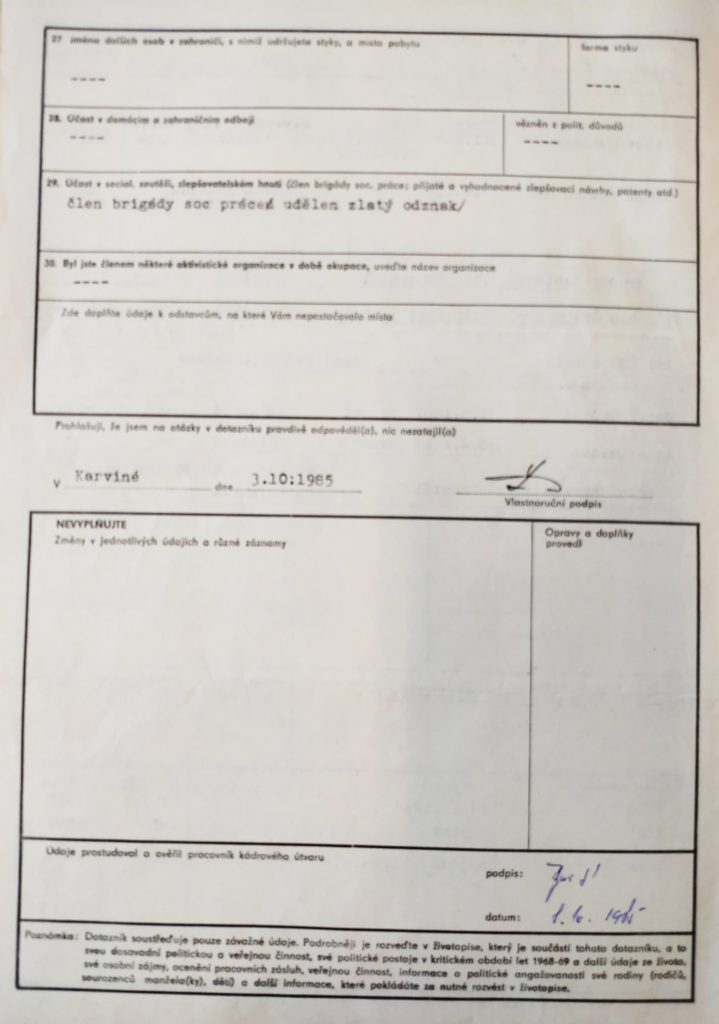 27 Jména dalších osob v zahraničí, s nimiž udržujete styky, a místo pobytu
forma styku
----
----
28. Účast v domácím a zahraničním odboji
vězněn z polit. důvodů
----
----
29. Účast v social. soutěži, zlepšovatelském hnutí (člen brigády soc. práce; přijaté a vyhodnocené zlepšovací návrhy, patenty atd.)
člen brigády soc práce/ udělen zlatý odznak/
30. Byl jste členem některé aktivistické organizace v době okupace, uveďte název organizace
----
Zde doplňte údaje k odstavcům, na které Vám nepostačovalo místo
Prohlašuji, že jsem na otázky v dotazníku pravdivě odpověděl(a), nic nezatajil(a)
V Karviné dne 3.10:1985
Vlastnoruční podpis
NEVYPLŇUJTE
Změny v jednotlivých údajích a různé záznamy
Opravy a doplňky
provedl
Údaje prostudoval a ověřil pracovník kádrového útvaru
podpis:
datum: 1985
Poznámka: Dotazník soustřeďuje pouze závažné údaje. Podrobněji je rozveďte v životopise, který je součástí tohoto dotazníku, a to
svou dosavadní politickou a veřejnou činnost, své politické postoje v kritickém období let 1968-69 a další údaje ze života,
své osobní zájmy, ocenění pracovních zásluh, veřejnou činnost, informace o politické angažovanosti své rodiny (rodičů,
sourozenců manžela(ky), dětí) a další informace, které pokládáte za nutné rozvést v životopise.